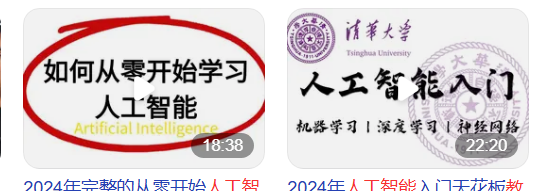 如何从零开始学习
人工智能
Artificial Intelligence
18:38
2024年完整的从零开始人工智
清华大学
Tsinghua University
人工智能入门
机器学习 | 深度学习 | 神经网络
22:20
2024年人工智能入门天花板教